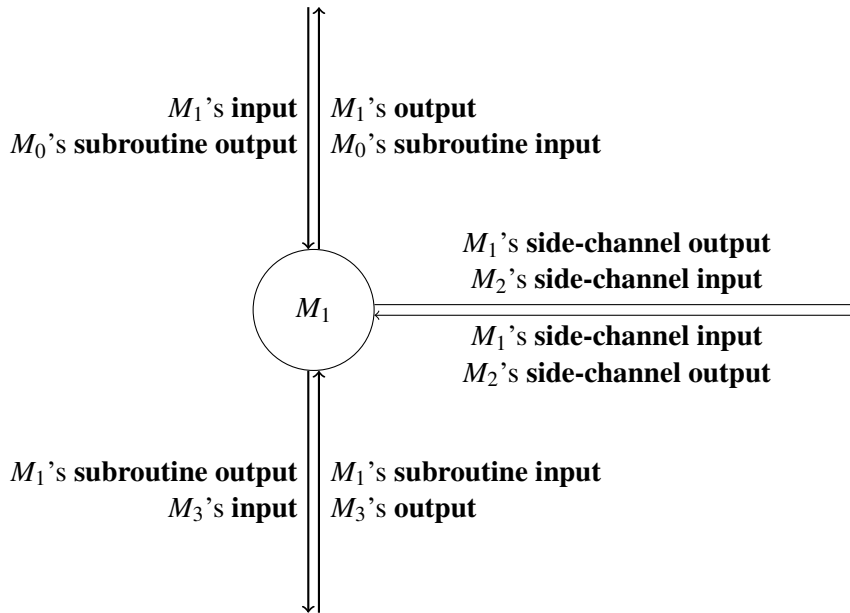 M₁'s input
M₀'s subroutine output
M₁'s output
M₀'s subroutine input
M₁'s side-channel output
M₂'s side-channel input
M₁
M₁'s side-channel input
M₂'s side-channel output
M₁'s subroutine output
M₃'s input
M₁'s subroutine input
M₃'s output